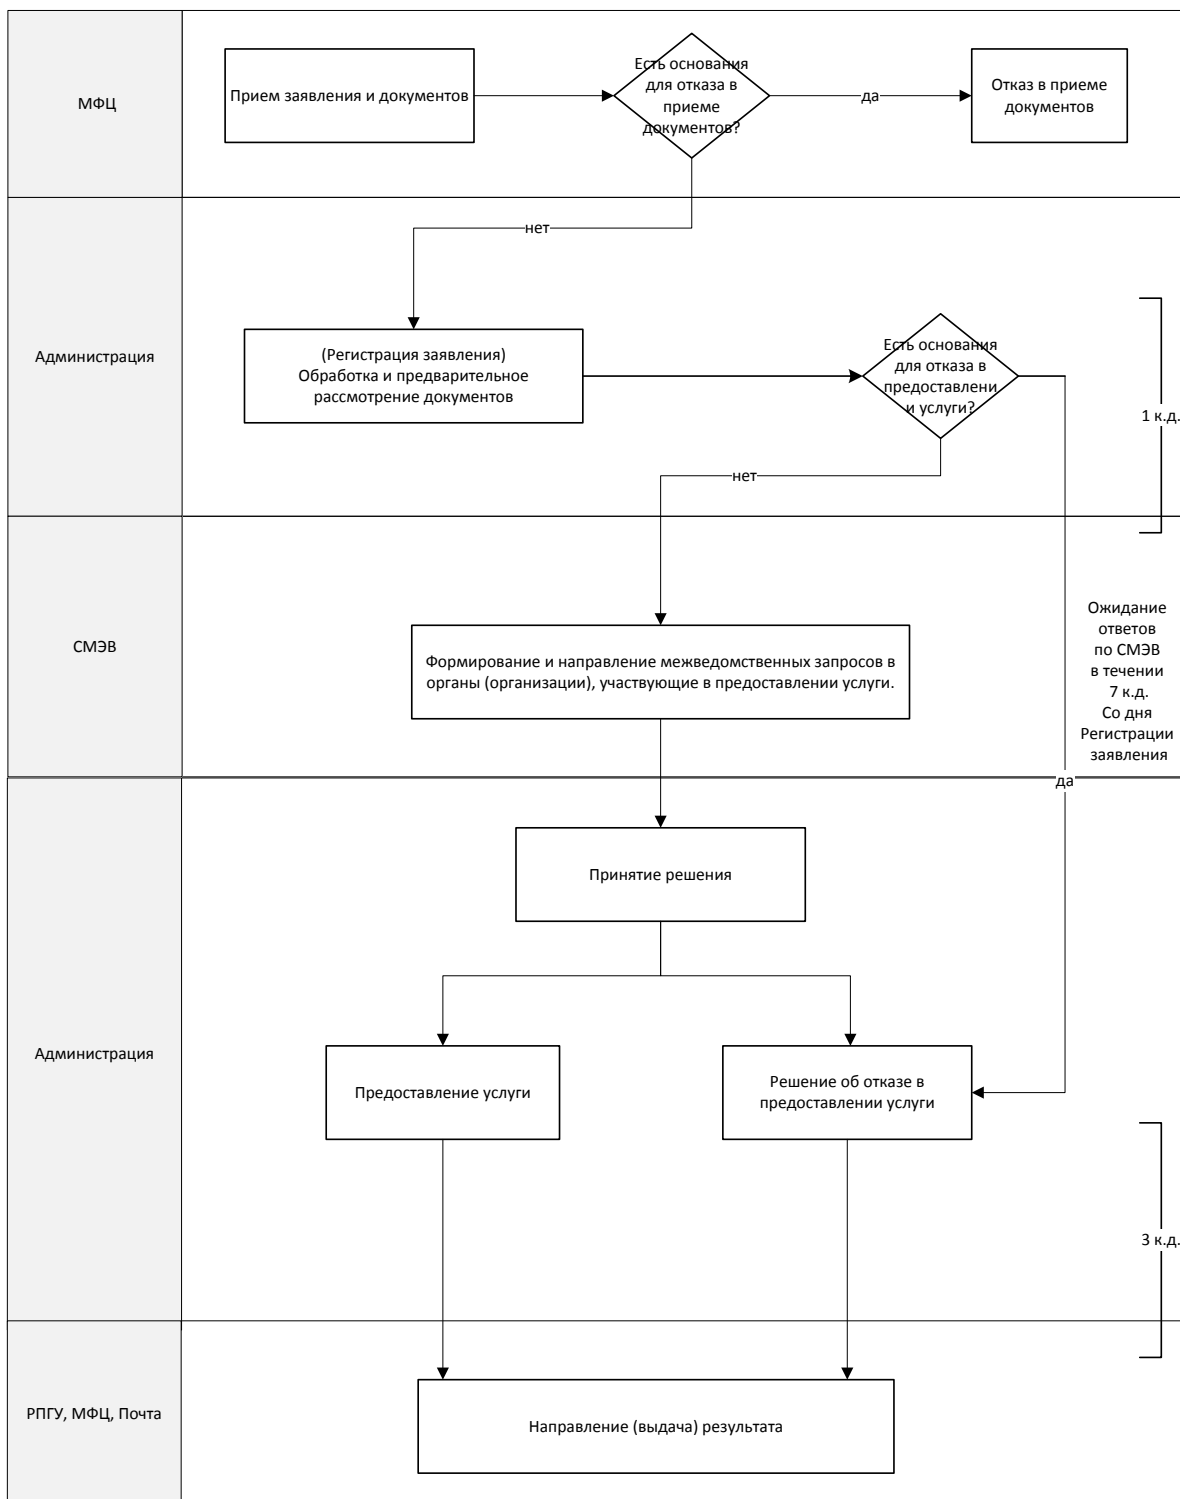 МФЦ
Прием заявления и документов
Есть основания
для отказа в
приеме
документов?
да
Отказ в приеме
документов
нет
Администрация
(Регистрация заявления)
Обработка и предварительное
рассмотрение документов
Есть основания
для отказа в
предоставлени
и услуги?
1 к.д.
нет
СМЭВ
Формирование и направление межведомственных запросов в
органы (организации), участвующие в предоставлении услуги.
Ожидание
ответов
по СМЭВ
в течении
7 к.д.
Со дня
Регистрации
заявления
да
Принятие решения
Администрация
Предоставление услуги
Решение об отказе в
предоставлении услуги
3 к.д.
РПГУ, МФЦ, Почта
Направление (выдача) результата